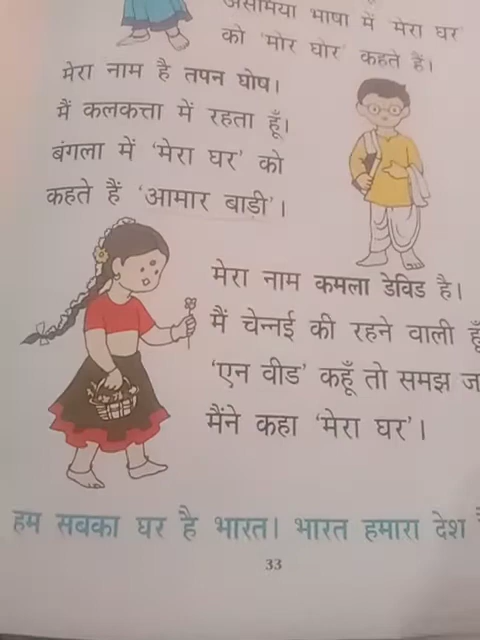 असमिया भाषा में 'मेरा घर'
को 'मोर घोर' कहते हैं।
मेरा नाम है तपन घोष।
मैं कलकत्ता में रहता हूँ।
बंगला में 'मेरा घर' को
कहते हैं 'आमार बाड़ी'।
मेरा नाम कमला डेविड है।
मैं चेन्नई की रहने वाली हूँ
'एन वीड' कहूँ तो समझ
मैंने कहा 'मेरा घर'।
हम सबका घर है भारत। भारत हमारा देश
33